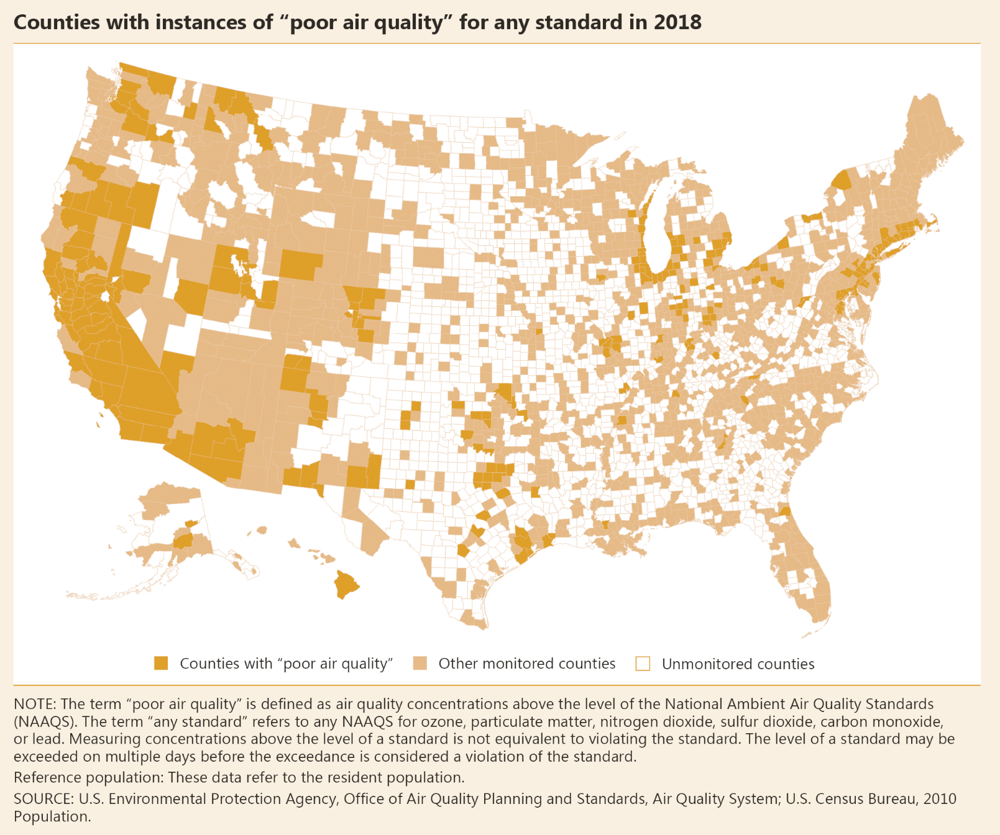 Counties with instances of “poor air quality” for any standard in 2018
Counties with “poor air quality”
Other monitored counties
Unmonitored counties
NOTE: The term “poor air quality” is defined as air quality concentrations above the level of the National Ambient Air Quality Standards
(NAAQS). The term “any standard” refers to any NAAQS for ozone, particulate matter, nitrogen dioxide, sulfur dioxide, carbon monoxide,
or lead. Measuring concentrations above the level of a standard is not equivalent to violating the standard. The level of a standard may be
exceeded on multiple days before the exceedance is considered a violation of the standard.
Reference population: These data refer to the resident population.
SOURCE: U.S. Environmental Protection Agency, Office of Air Quality Planning and Standards, Air Quality System; U.S. Census Bureau, 2010
Population.